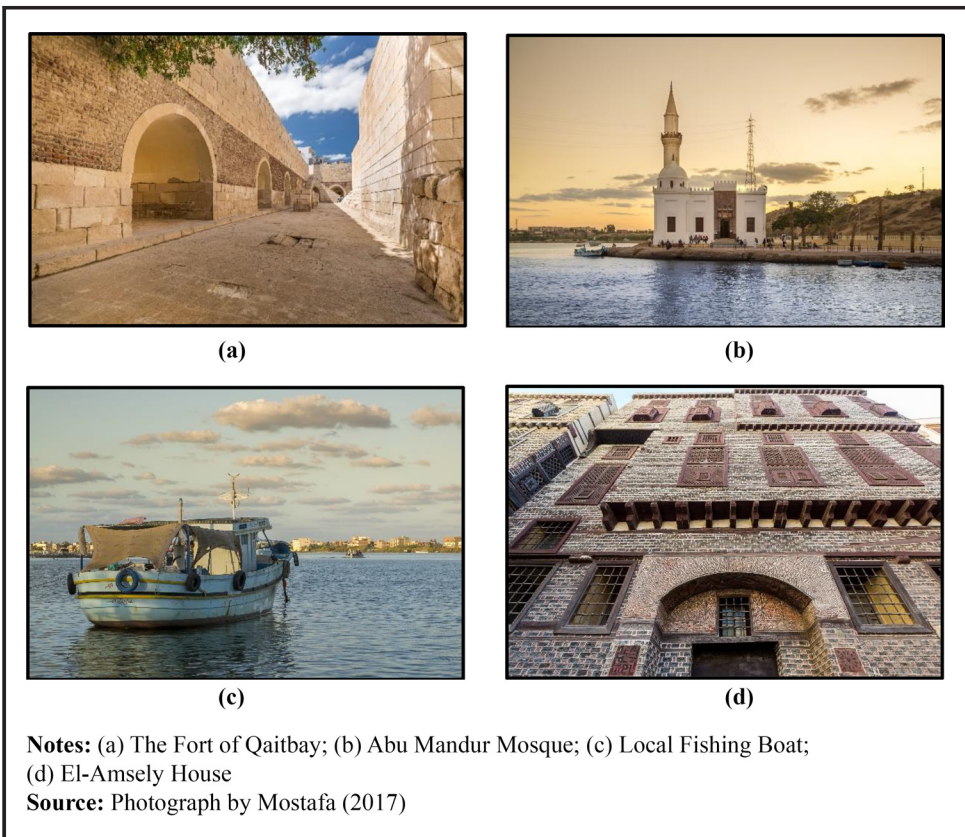 (a)
(b)
(c)
(d)
Notes: (a) The Fort of Qaitbay; (b) Abu Mandur Mosque; (c) Local Fishing Boat;
(d) El-Amsely House
Source: Photograph by Mostafa (2017)